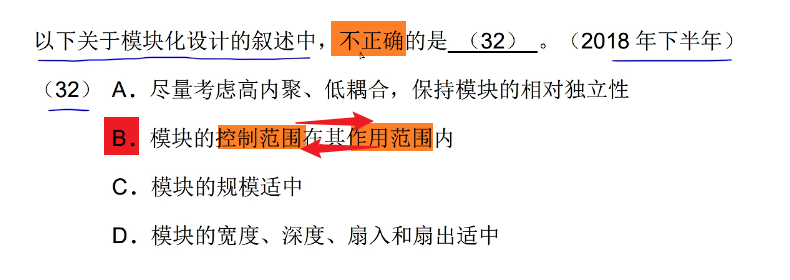 以下关于模块化设计的叙述中，不正确的是（32）。（2018年下半年）
（32）A．尽量考虑高内聚、低耦合，保持模块的相对独立性
B．模块的控制范围在其作用范围内
C．模块的规模适中
D．模块的宽度、深度、扇入和扇出适中